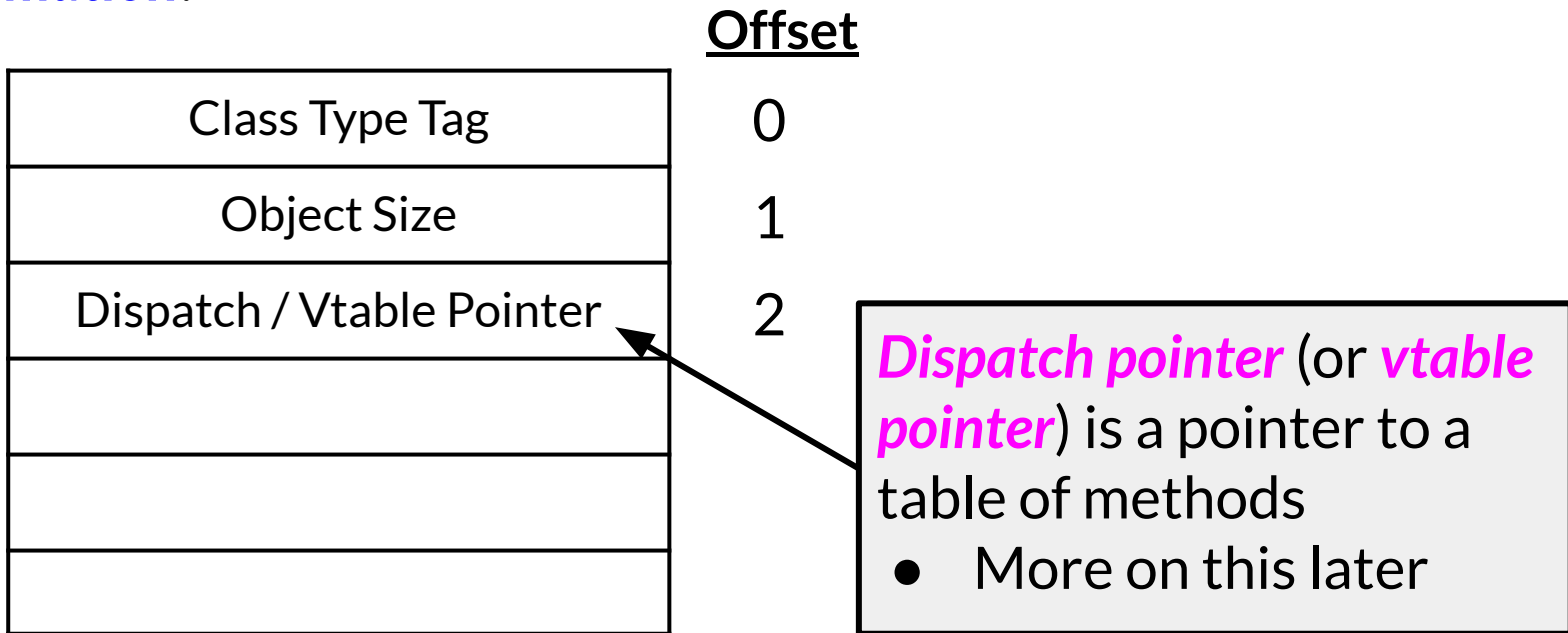 Offset
Class Type Tag 0
Object Size 1
Dispatch / Vtable Pointer 2
Dispatch pointer (or vtable
pointer) is a pointer to a
table of methods
● More on this later